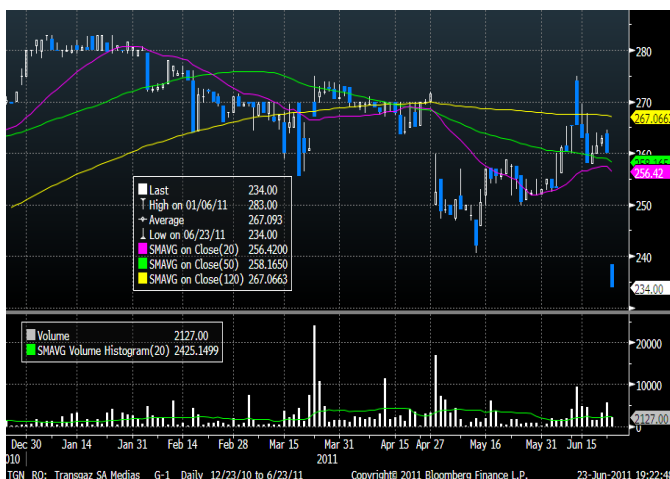 280
270
267.0663
260
258.165
256.42
250
240
234.00
Last 234.00
High on 01/06/11 283.00
Average 267.093
Low on 06/23/11 234.00
SMAVG on Close(20) 256.4200
SMAVG on Close(50) 258.1650
SMAVG on Close(120) 267.0663
Volume 2127.00
SMAVG Volume Histogram(20) 2425.1499
20000
10000
2127.00
0
Dec 30 Jan 14 Jan 31 Feb 14 Feb 28 Mar 15 Mar 31 Apr 15 Apr 27 May 16 May 31 Jun 15
2011
TGN RO: Transgaz SA Medias G-1 Daily 12/23/10 to 6/23/11 Copyright© 2011 Bloomberg Finance L.P. 23-Jun-2011 19:22:45